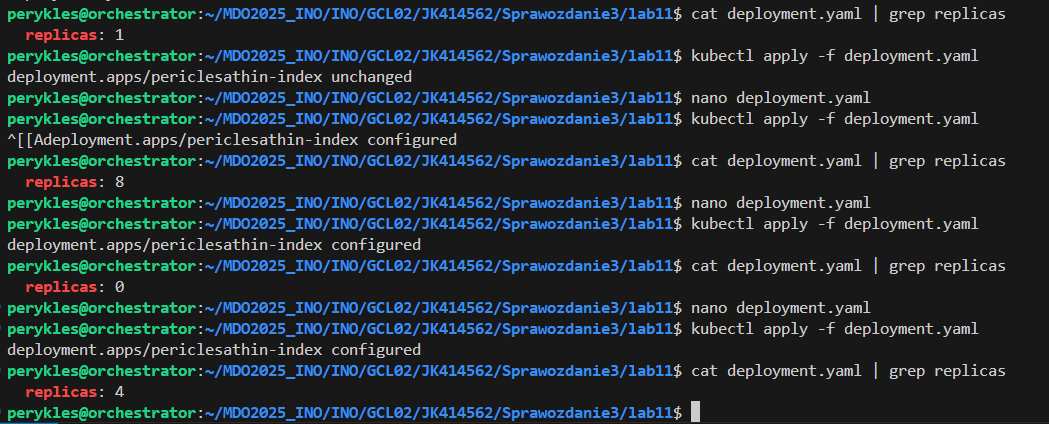 perykles@orchestrator:~/MDO2025_INO/INO/GCL02/JK414562/Sprawozdanie3/lab11$ cat deployment.yaml | grep replicas
  replicas: 1
perykles@orchestrator:~/MDO2025_INO/INO/GCL02/JK414562/Sprawozdanie3/lab11$ kubectl apply -f deployment.yaml
deployment.apps/periclesathin-index unchanged
perykles@orchestrator:~/MDO2025_INO/INO/GCL02/JK414562/Sprawozdanie3/lab11$ nano deployment.yaml
perykles@orchestrator:~/MDO2025_INO/INO/GCL02/JK414562/Sprawozdanie3/lab11$ kubectl apply -f deployment.yaml
^[[Adeployment.apps/periclesathin-index configured
perykles@orchestrator:~/MDO2025_INO/INO/GCL02/JK414562/Sprawozdanie3/lab11$ cat deployment.yaml | grep replicas
  replicas: 8
perykles@orchestrator:~/MDO2025_INO/INO/GCL02/JK414562/Sprawozdanie3/lab11$ nano deployment.yaml
perykles@orchestrator:~/MDO2025_INO/INO/GCL02/JK414562/Sprawozdanie3/lab11$ kubectl apply -f deployment.yaml
deployment.apps/periclesathin-index configured
perykles@orchestrator:~/MDO2025_INO/INO/GCL02/JK414562/Sprawozdanie3/lab11$ cat deployment.yaml | grep replicas
  replicas: 0
perykles@orchestrator:~/MDO2025_INO/INO/GCL02/JK414562/Sprawozdanie3/lab11$ nano deployment.yaml
perykles@orchestrator:~/MDO2025_INO/INO/GCL02/JK414562/Sprawozdanie3/lab11$ kubectl apply -f deployment.yaml
deployment.apps/periclesathin-index configured
perykles@orchestrator:~/MDO2025_INO/INO/GCL02/JK414562/Sprawozdanie3/lab11$ cat deployment.yaml | grep replicas
  replicas: 4
perykles@orchestrator:~/MDO2025_INO/INO/GCL02/JK414562/Sprawozdanie3/lab11$